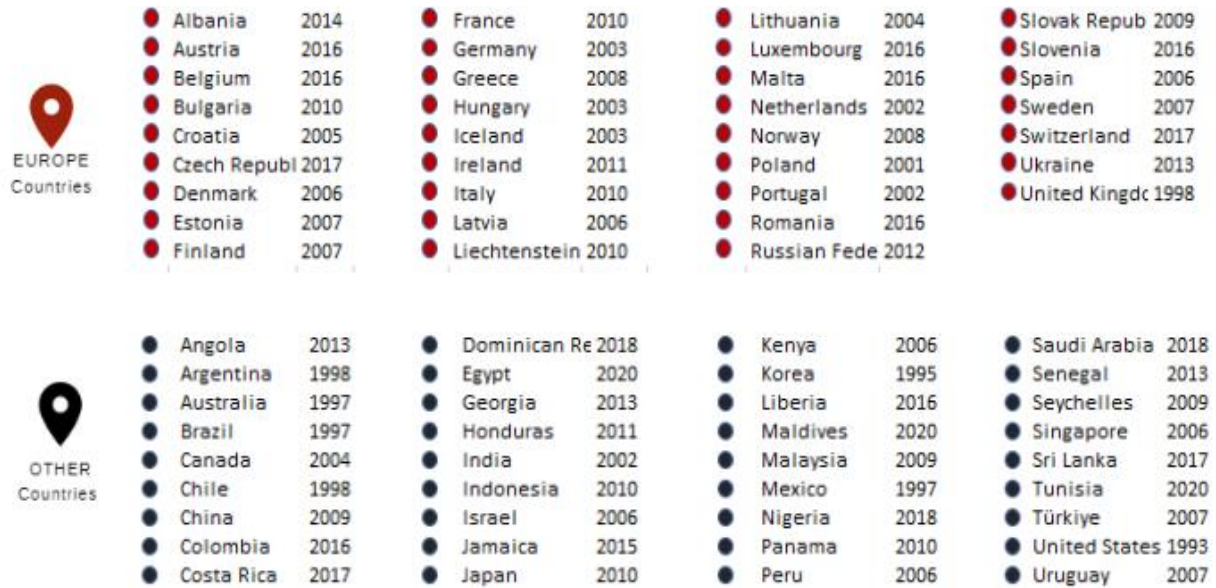 Albania 2014 France 2010 Lithuania 2004 Slovak Repub 2009
Austria 2016 Germany 2003 Luxembourg 2016 Slovenia 2016
Belgium 2016 Greece 2008 Malta 2016 Spain 2006
Bulgaria 2010 Hungary 2003 Netherlands 2002 Sweden 2007
Croatia 2005 Iceland 2003 Norway 2008 Switzerland 2017
EUROPE
Countries
Czech Republ 2017 Ireland 2011 Poland 2001 Ukraine 2013
Denmark 2006 Italy 2010 Portugal 2002 United Kingdc 1998
Estonia 2007 Latvia 2006 Romania 2016
Finland 2007 Liechtenstein 2010 Russian Fede 2012
Angola 2013 Dominican Re 2018 Kenya 2006 Saudi Arabia 2018
Argentina 1998 Egypt 2020 Korea 1995 Senegal 2013
Australia 1997 Georgia 2013 Liberia 2016 Seychelles 2009
Brazil 1997 Honduras 2011 Maldives 2020 Singapore 2006
Canada 2004 India 2002 Malaysia 2009 Sri Lanka 2017
OTHER
Countries
Chile 1998 Indonesia 2010 Mexico 1997 Tunisia 2020
China 2009 Israel 2006 Nigeria 2018 Türkiye 2007
Colombia 2016 Jamaica 2015 Panama 2010 United States 1993
Costa Rica 2017 Japan 2010 Peru 2006 Uruguay 2007